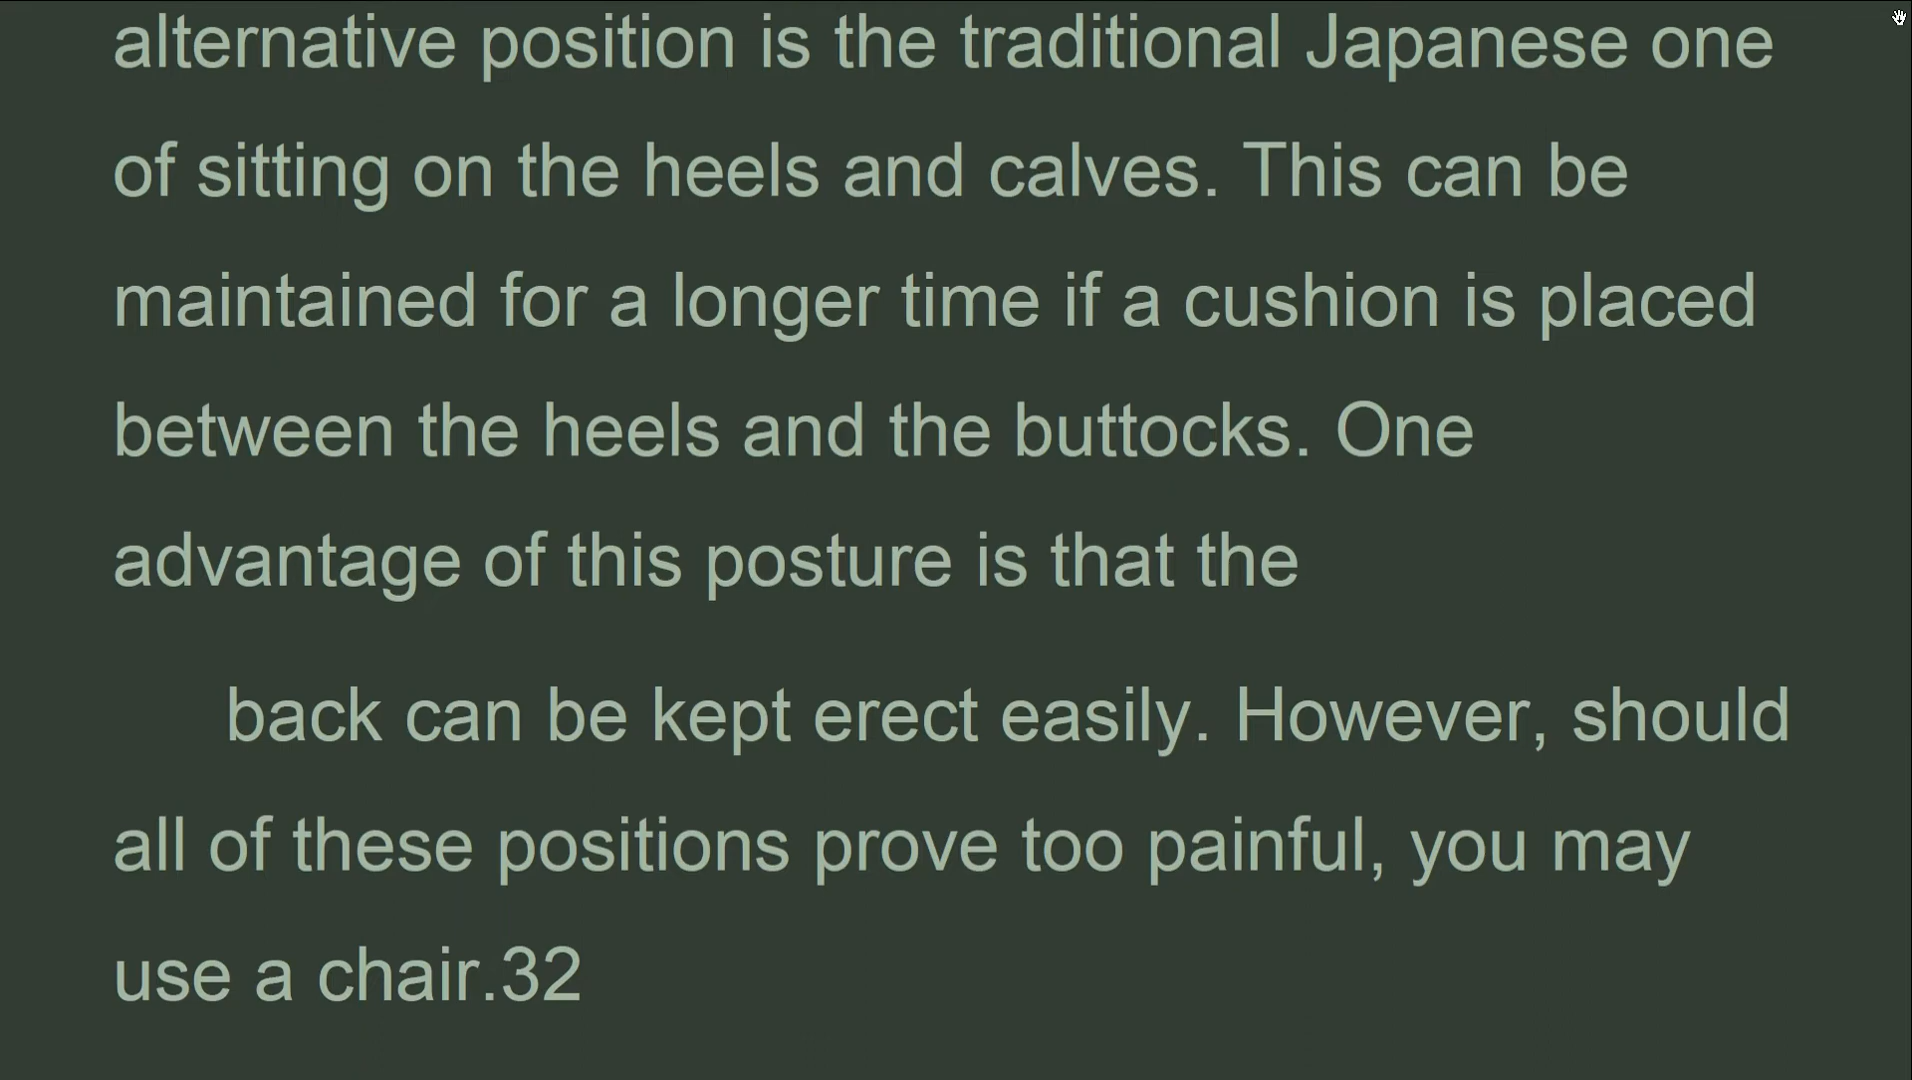 alternative position is the traditional Japanese one
of sitting on the heels and calves. This can be
maintained for a longer time if a cushion is placed
between the heels and the buttocks. One
advantage of this posture is that the
back can be kept erect easily. However, should
all of these positions prove too painful, you may
use a chair.32